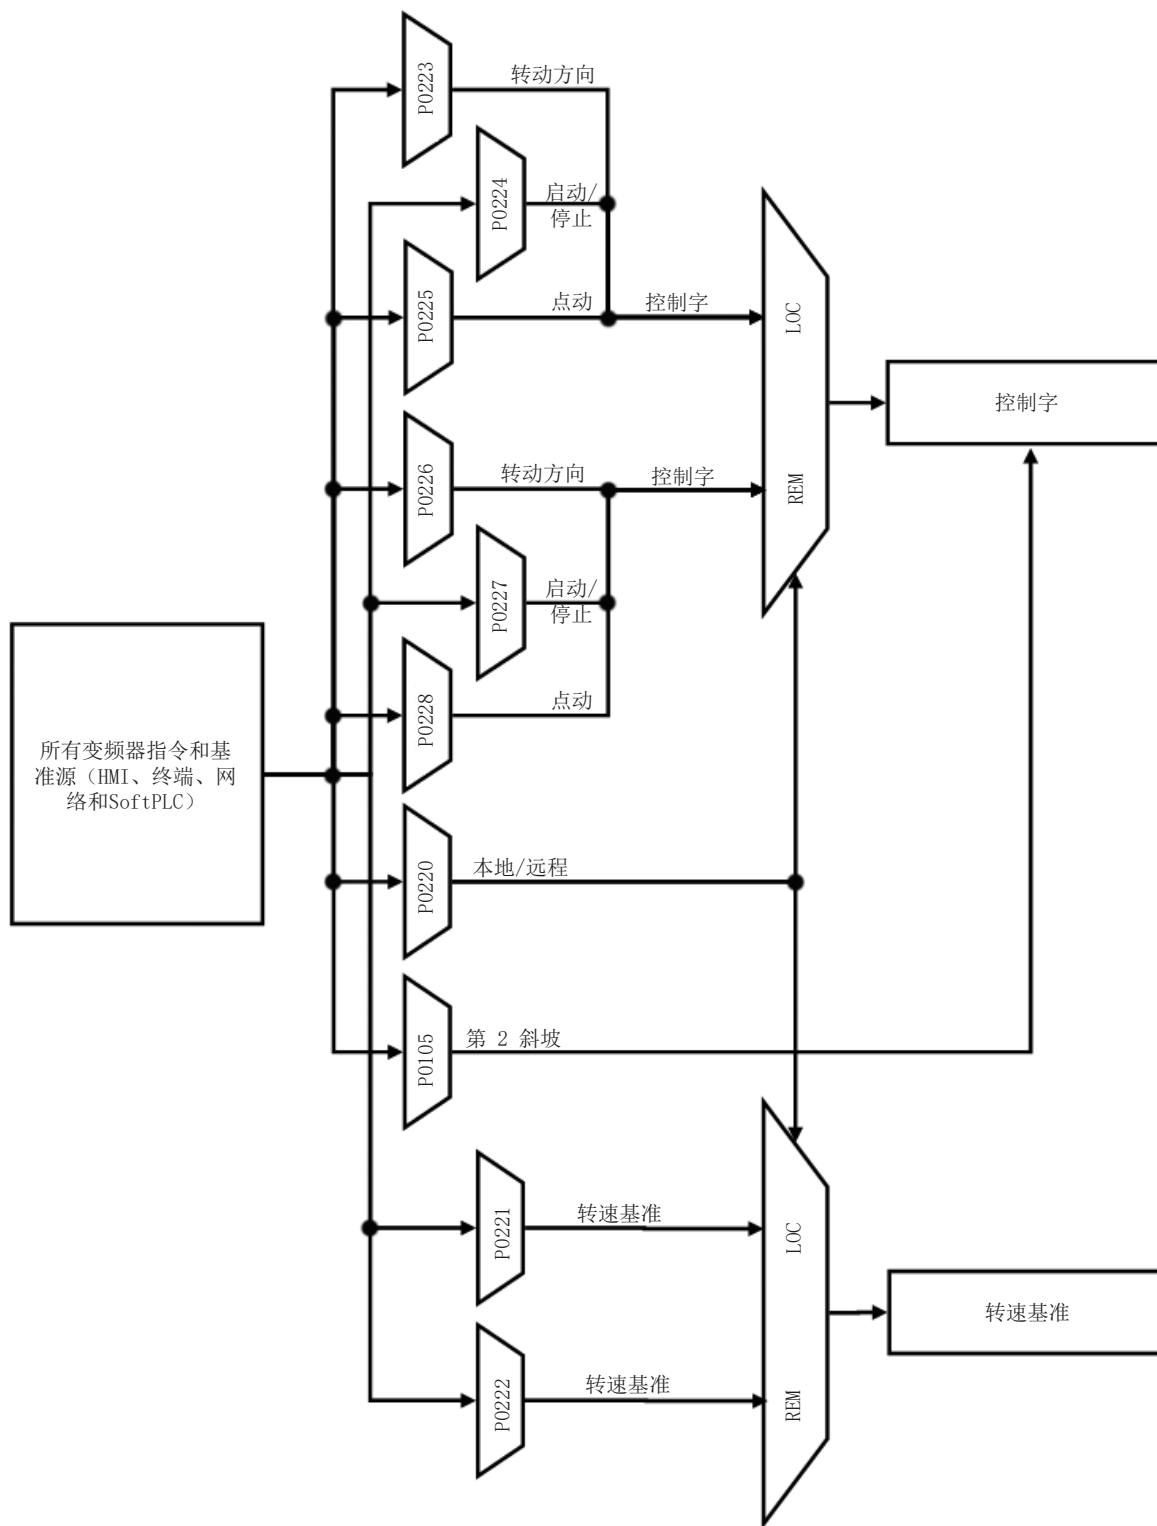 P0223
转动方向
P0224
启动/
停止
P0225
点动
控制字
LOC
控制字
P0226
转动方向
控制字
REM
P0227
启动/
停止
P0228
点动
所有变频器指令和基
准源（HMI、终端、网
络和SoftPLC）
P0220
本地/远程
P0105
第 2 斜坡
P0221
转速基准
LOC
转速基准
P0222
转速基准
REM